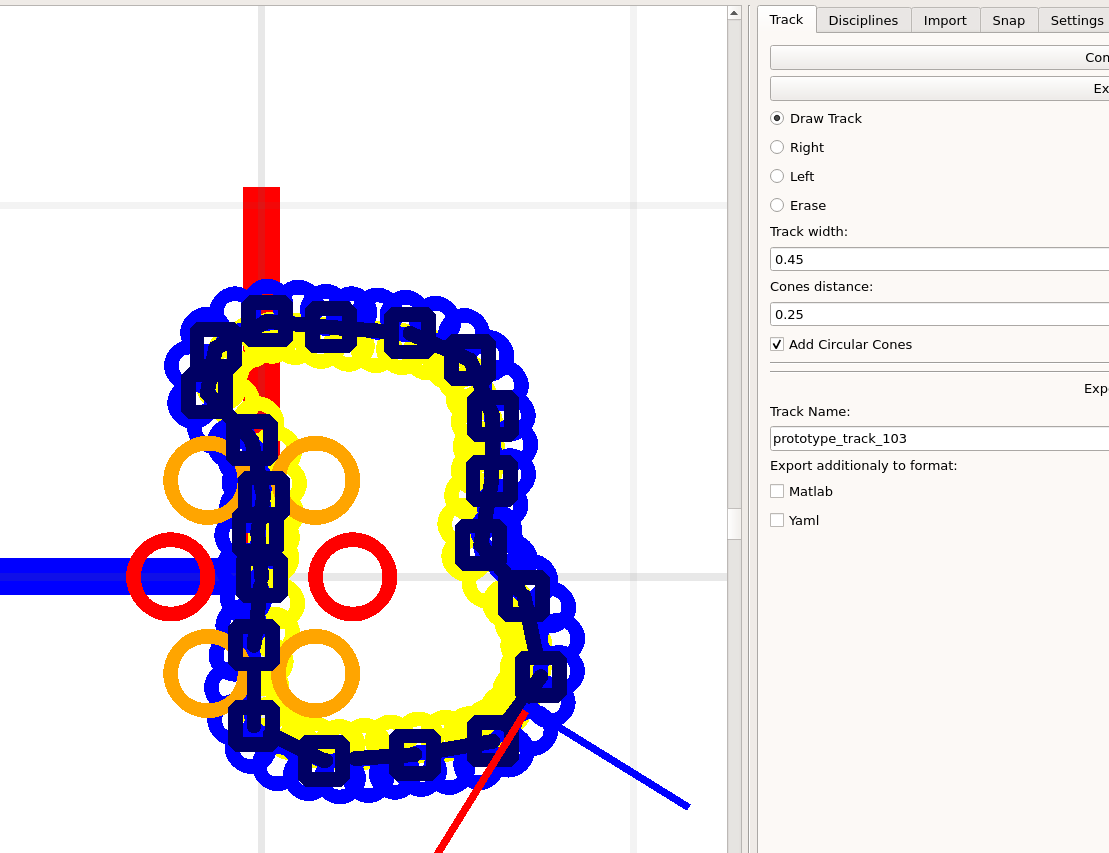 Track Disciplines Import Snap Settings
Con
Ex
Draw Track
Right
Left
Erase
Track width:
0.45
Cones distance:
0.25
Add Circular Cones
Expo
Track Name:
prototype_track_103
Export additionaly to format:
Matlab
Yaml